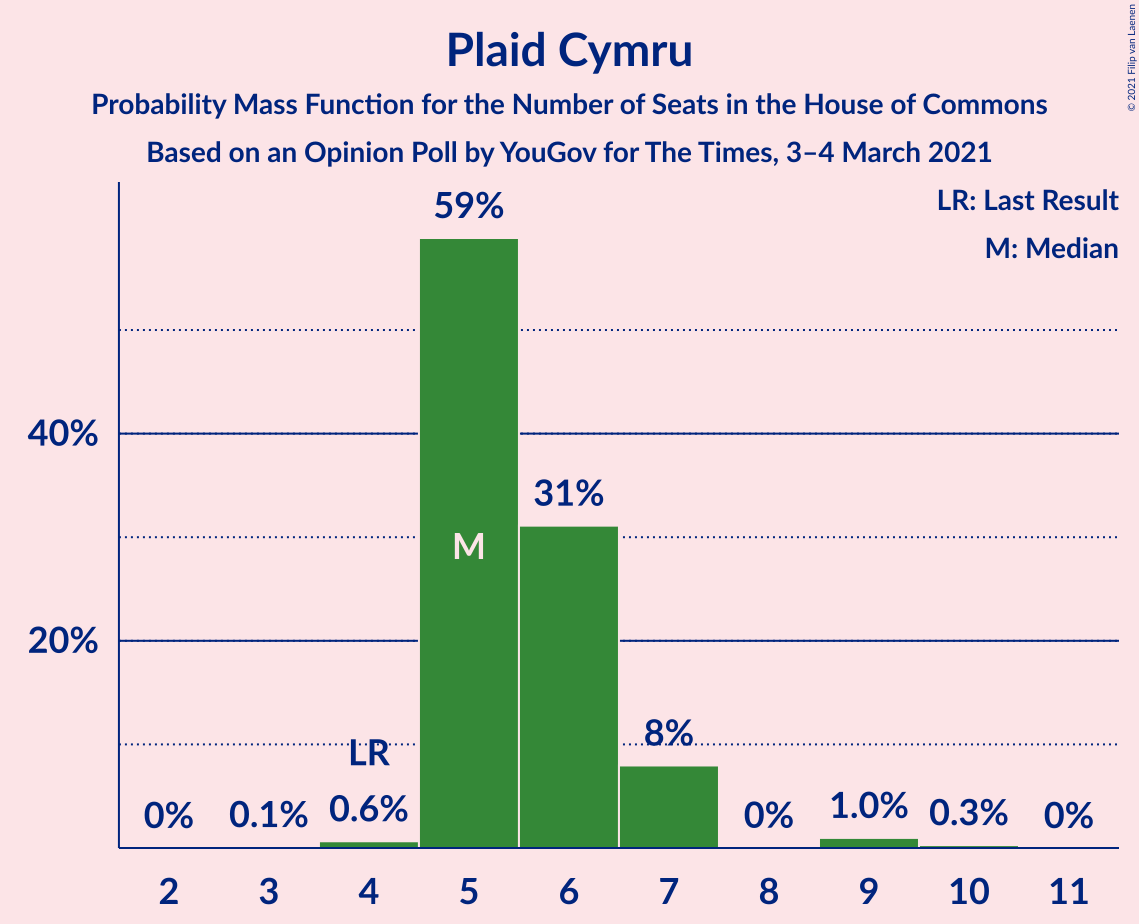 Plaid Cymru
Probability Mass Function for the Number of Seats in the House of Commons
Based on an Opinion Poll by YouGov for The Times, 3–4 March 2021
© 2021 Filip van Laenen
LR: Last Result
M: Median
59%
40%
31%
M
20%
8%
LR
0% 0.1% 0.6% 0% 1.0% 0.3% 0%
2 3 4 5 6 7 8 9 10 11